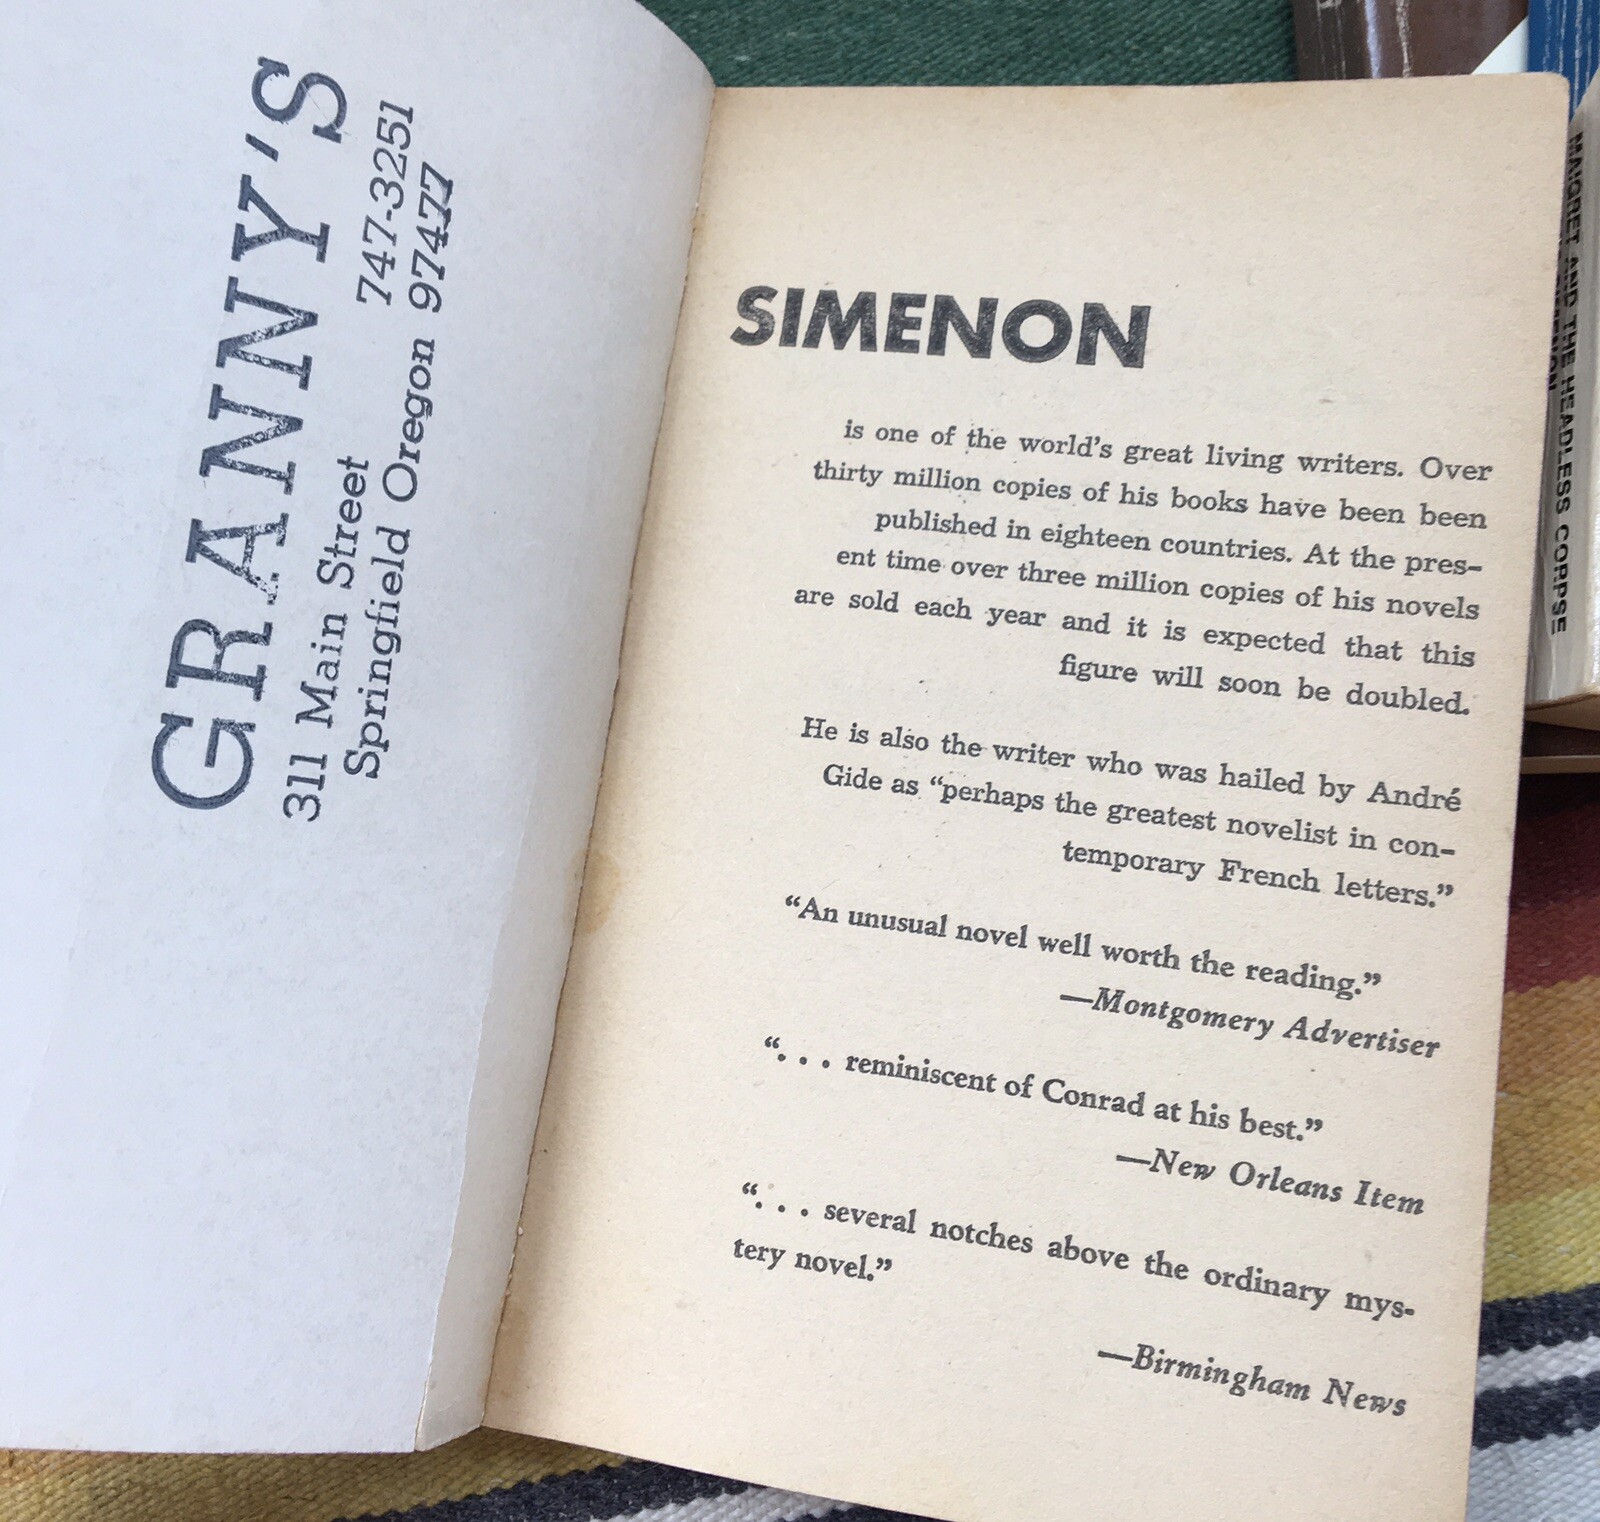 GRANNY'S
311 Main Street
747-3251
Springfield Oregon 97477
SIMENON
is one of the world's great living writers. Over
thirty million copies of his books have been been
published in eighteen countries. At the pres-
ent time over three million copies of his novels
are sold each year and it is expected that this
figure will soon be doubled.
He is also the writer who was hailed by André
Gide as “perhaps the greatest novelist in con-
temporary French letters.”
“An unusual novel well worth the reading.”
—Montgomery Advertiser
“. . . reminiscent of Conrad at his best.”
—New Orleans Item
“. . . several notches above the ordinary mys-
tery novel.”
—Birmingham News
MAIGRET AND THE HEADLESS CORPSE
SIMENON